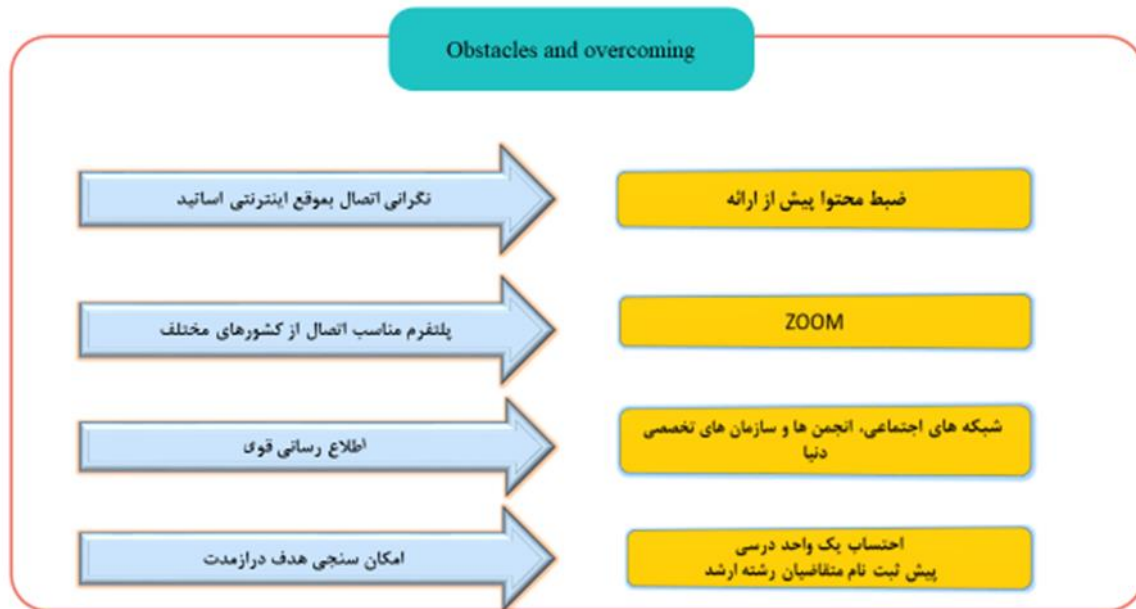 Obstacles and overcoming
نگرانی اتصال بموقع اینترنتی اساتید
ضبط محتوا پیش از ارائه
پلتفرم مناسب اتصال از کشورهای مختلف
ZOOM
اطلاع رسانی قوی
شبکه های اجتماعی، انجمن ها و سازمان های تخصصی
دنیا
امکان سنجی هدف درازمدت
احتساب یک واحد درسی
پیش ثبت نام متقاضیان رشته ارشد